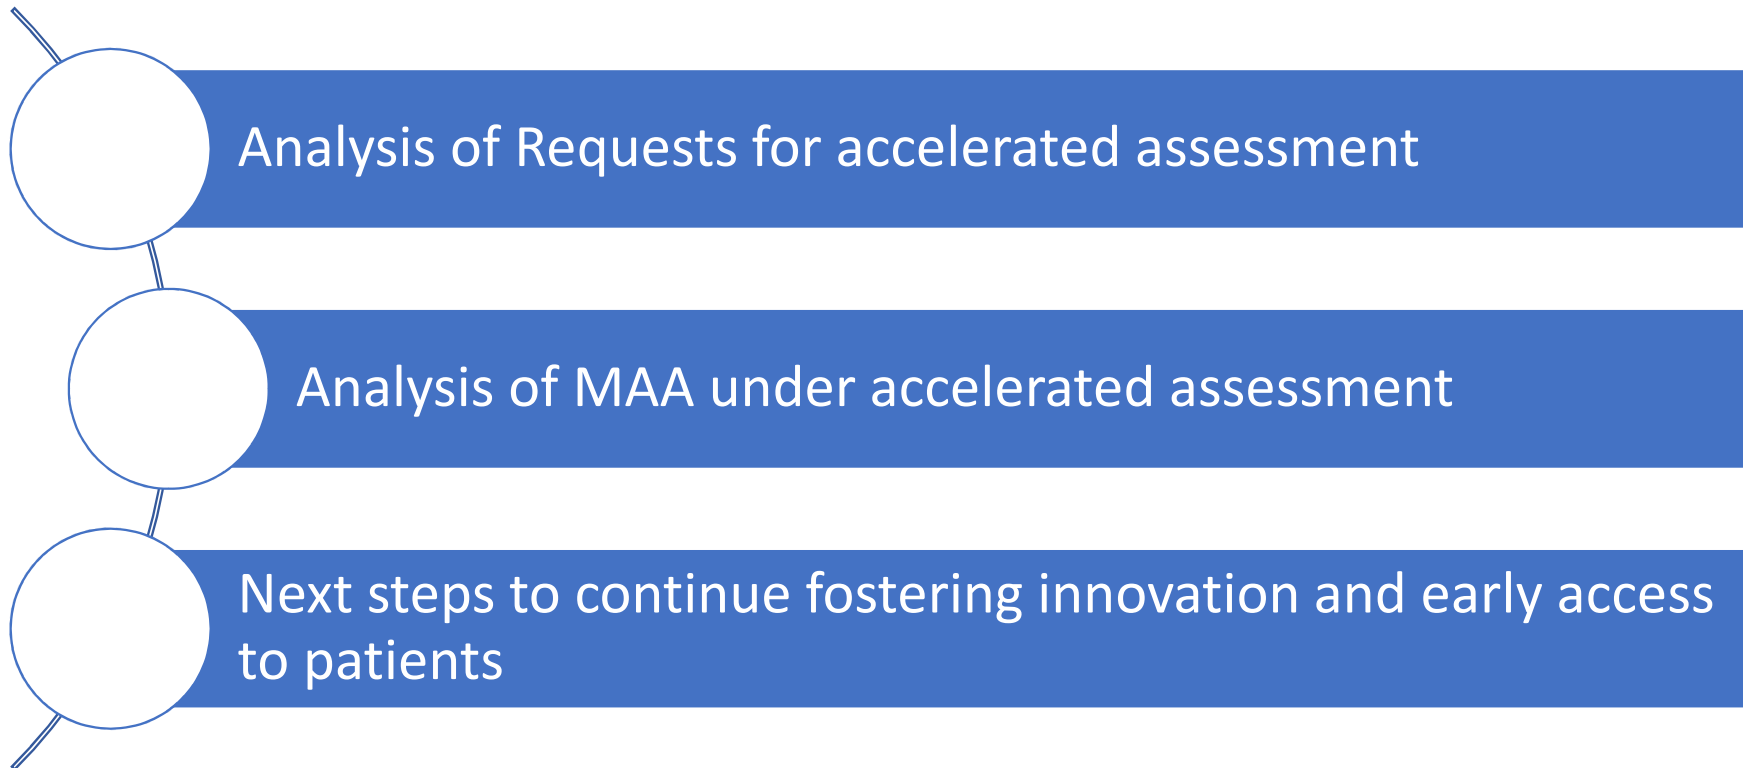 Analysis of Requests for accelerated assessment
Analysis of MAA under accelerated assessment
Next steps to continue fostering innovation and early access
to patients